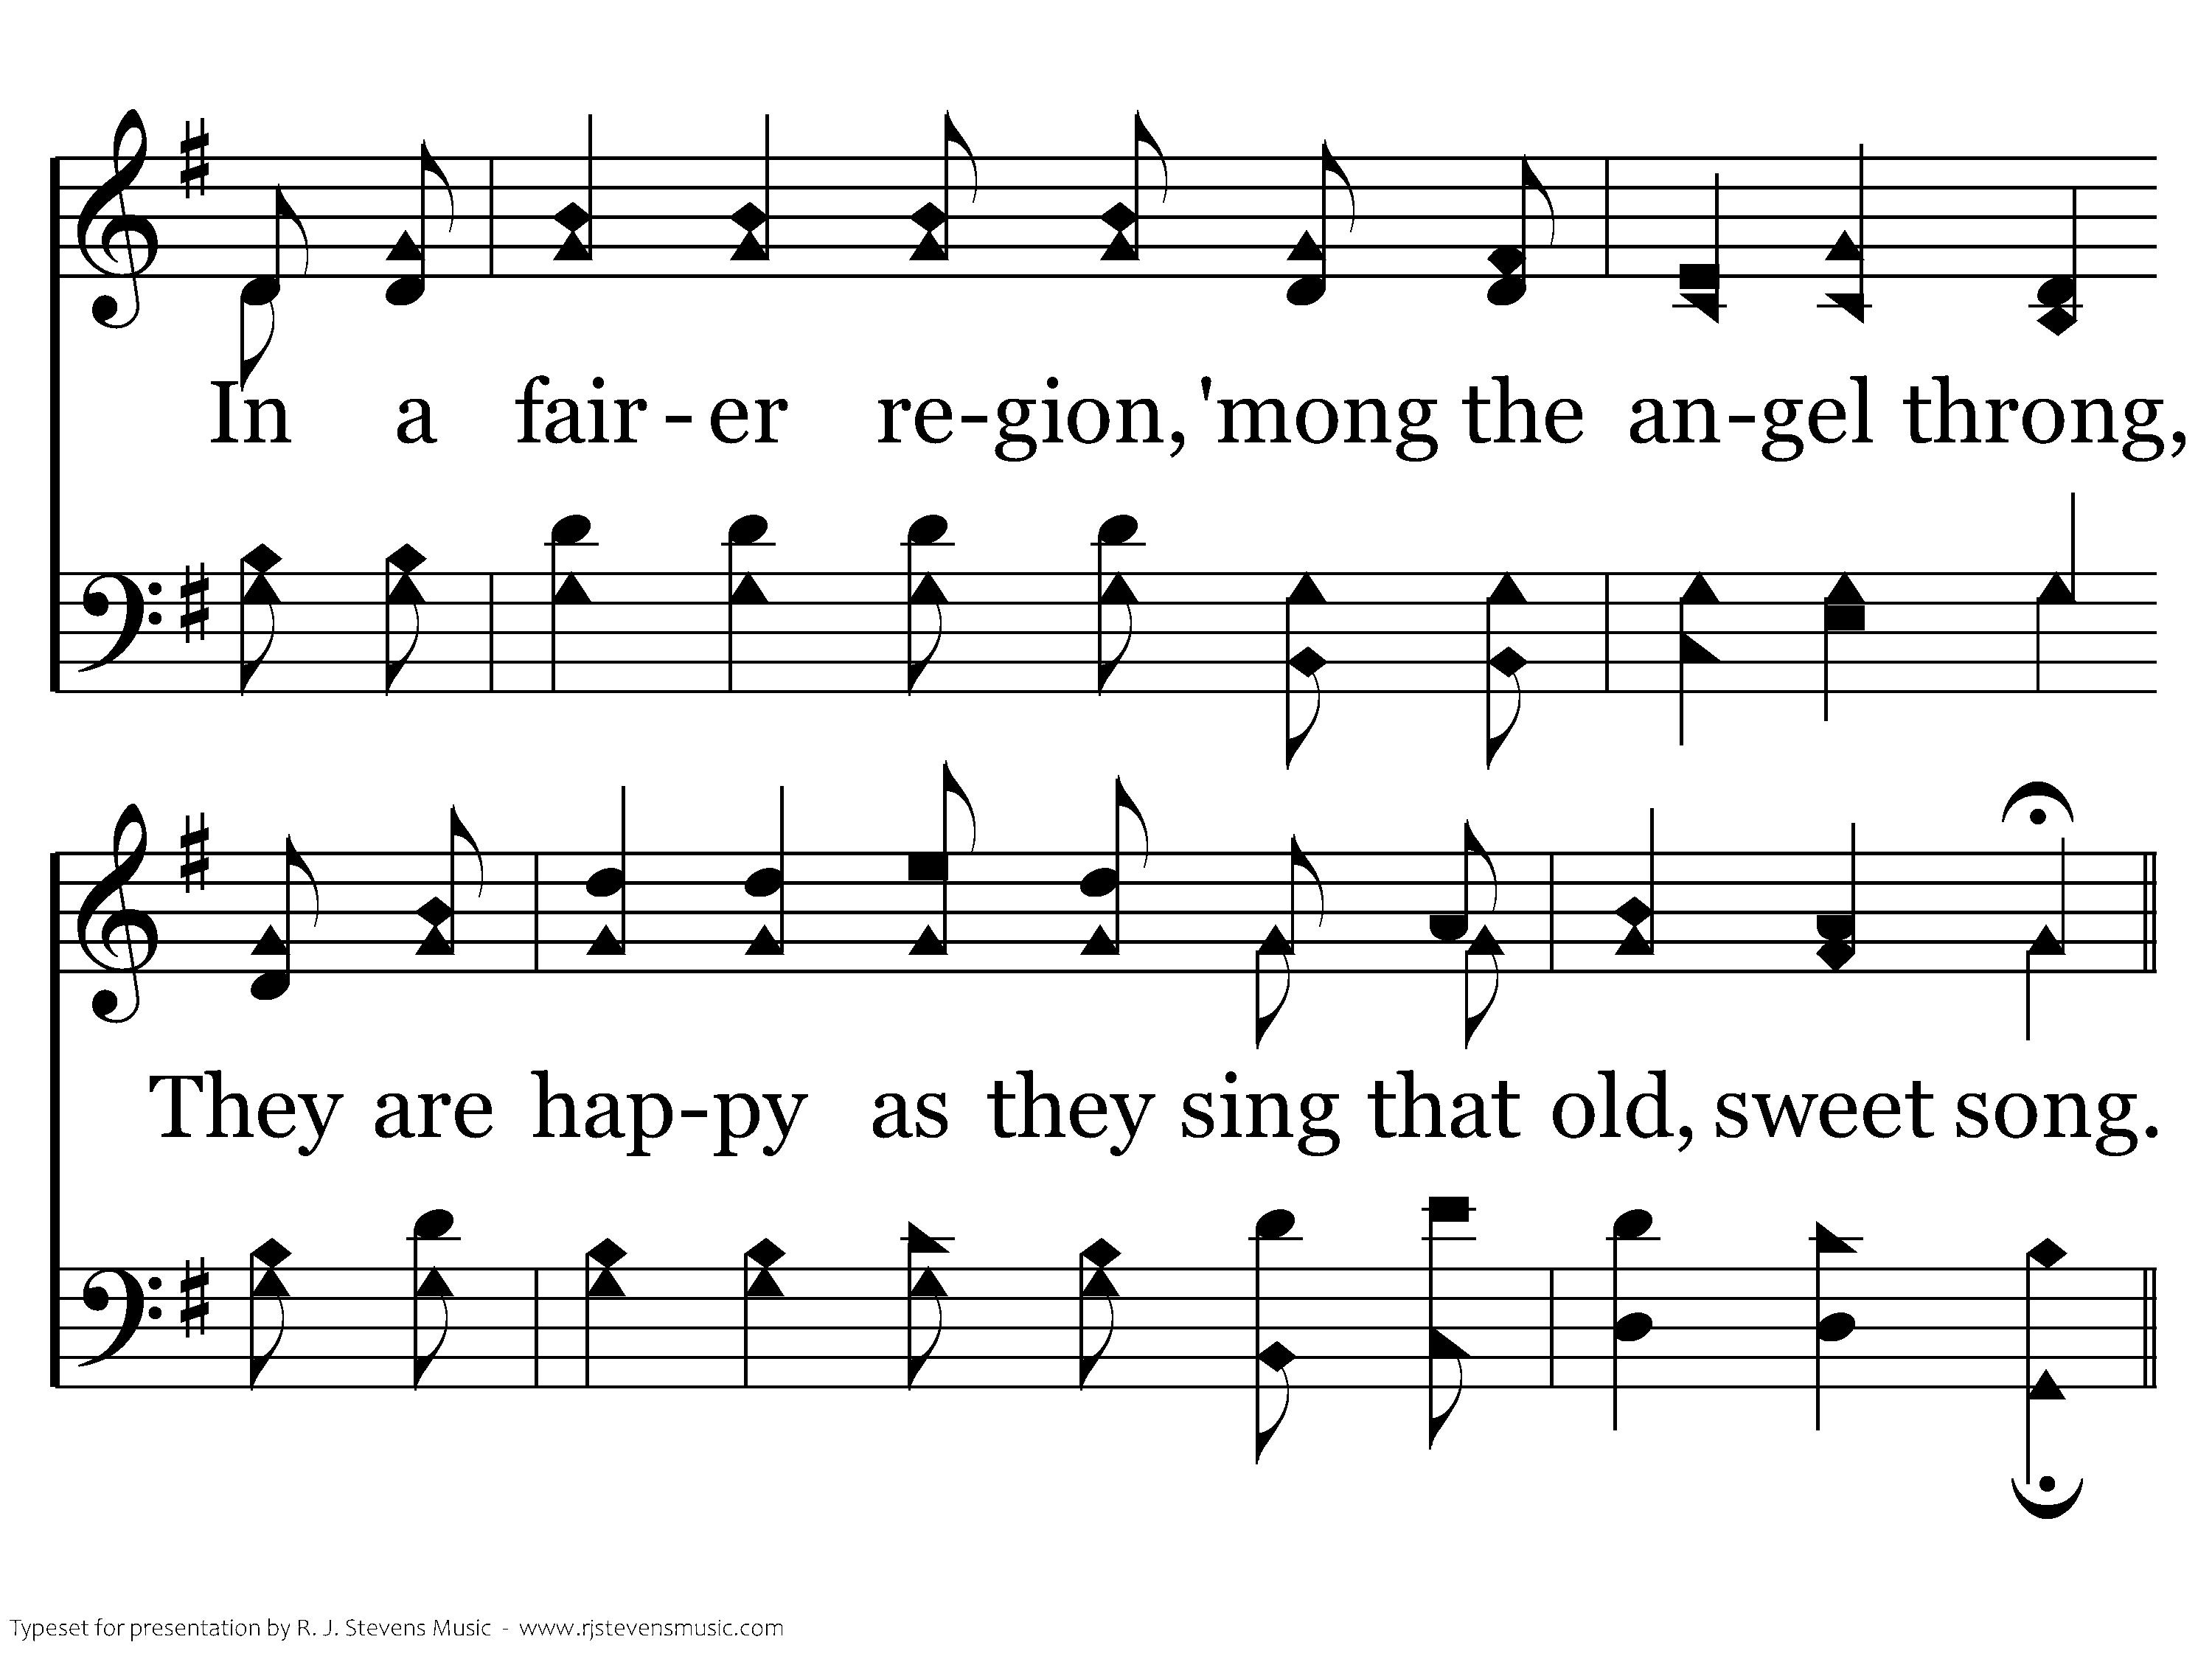 In a fair - er re-gion, 'mong the an-gel throng,
They are hap-py as they sing that old, sweet song.
Typeset for presentation by R. J. Stevens Music - www.rjstevensmusic.com